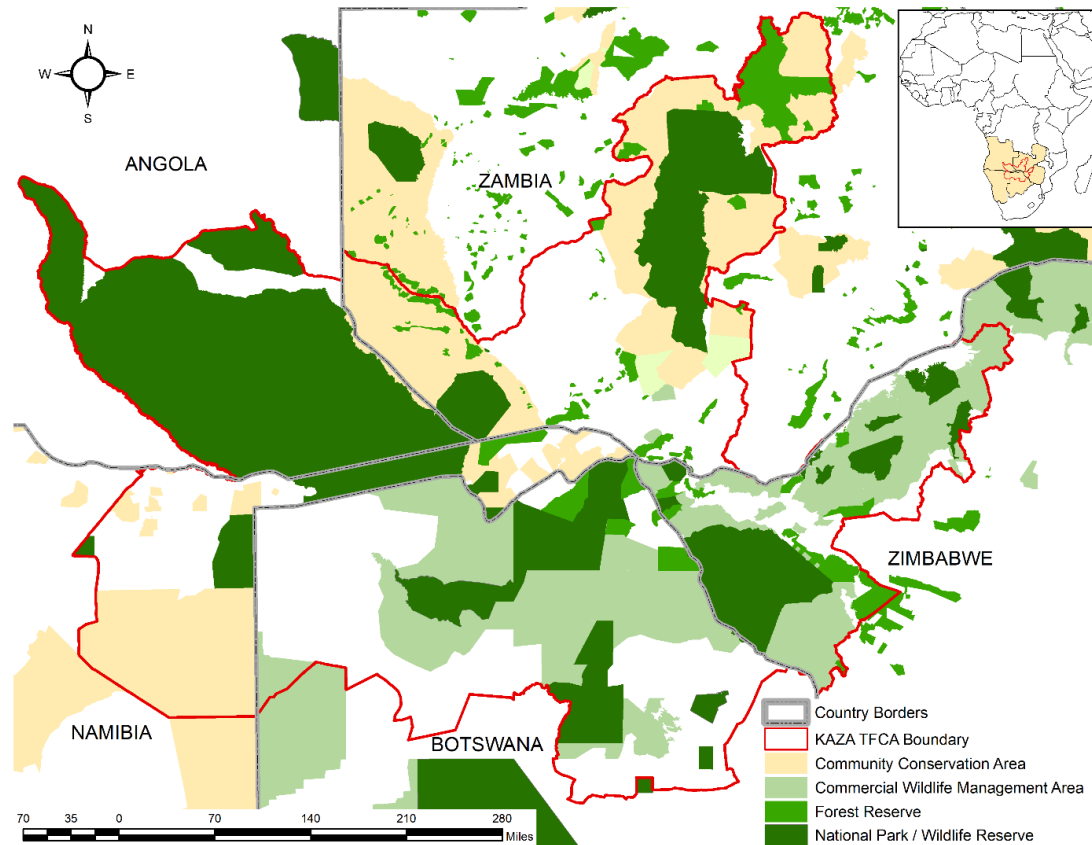 N
W E
S
ANGOLA
ZAMBIA
ZIMBABWE
NAMIBIA
BOTSWANA
Country Borders
KAZA TFCA Boundary
Community Conservation Area
Commercial Wildlife Management Area
Forest Reserve
National Park / Wildlife Reserve
70 35 0 70 140 210 280
Miles